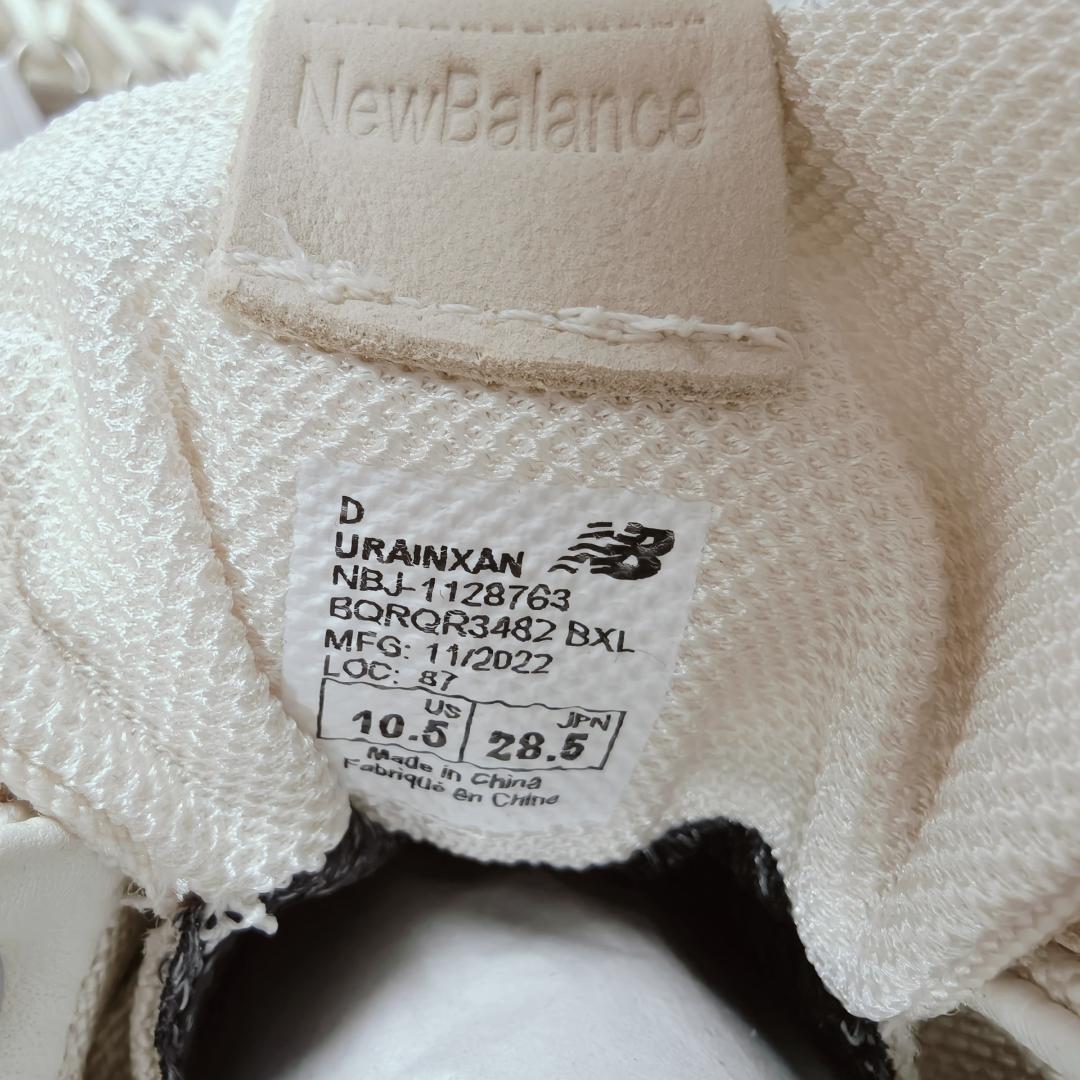 NewBalance
D
URAINXAN
NBJ-1128763
BQRQR3482 BXL
MFG: 11/2022
LOC: 87
US JPN
10.5 28.5
Made in China
Fabriqué en Chine